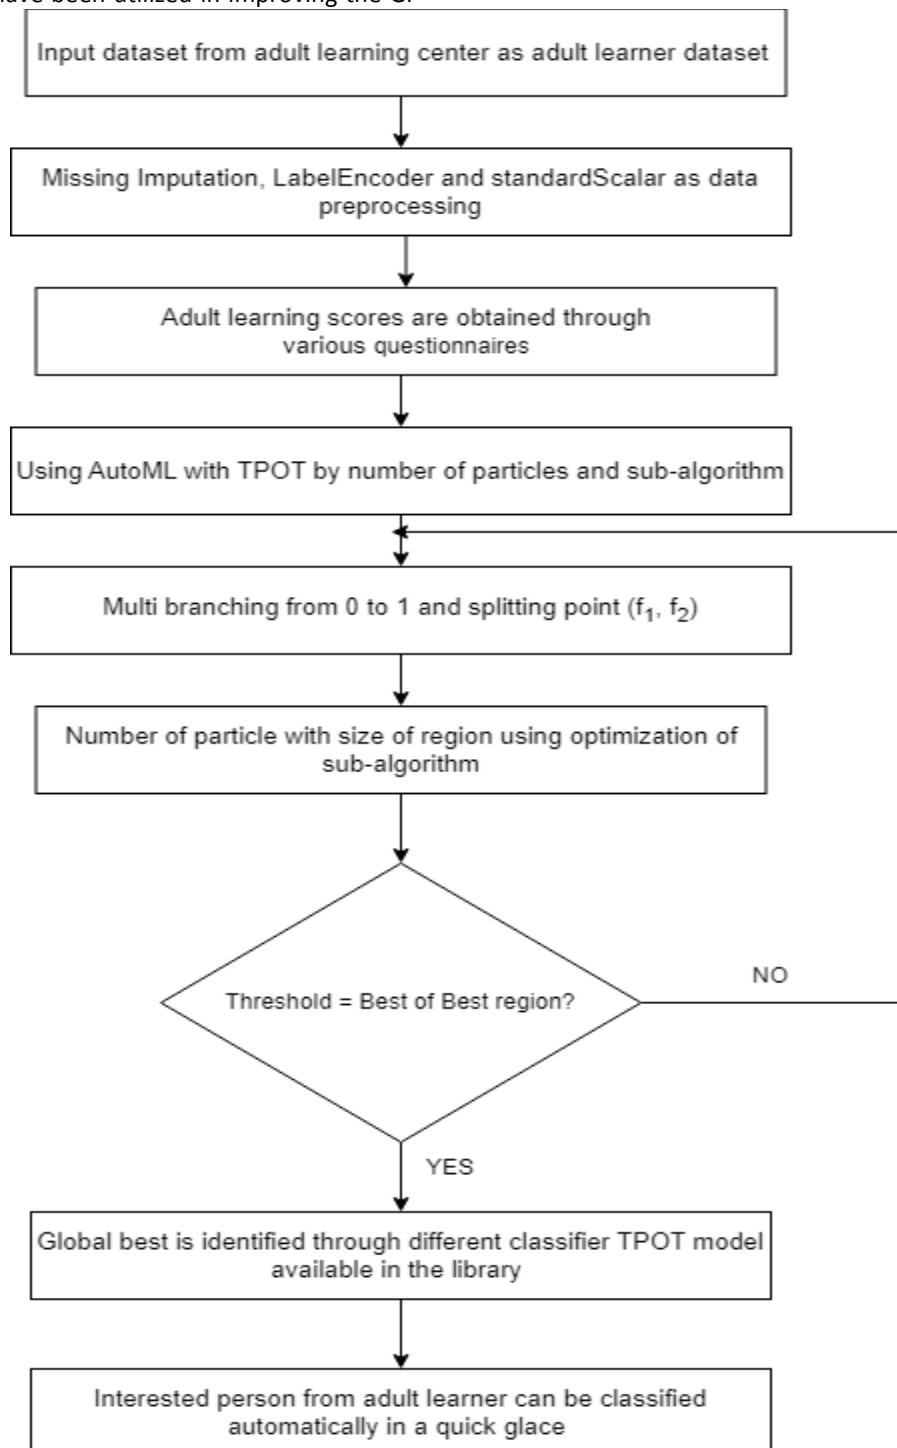 have been utilized in improving the
Input dataset from adult learning center as adult learner dataset
Missing Imputation, LabelEncoder and standardScalar as data
preprocessing
Adult learning scores are obtained through
various questionnaires
Using AutoML with TPOT by number of particles and sub-algorithm
Multi branching from 0 to 1 and splitting point (f₁, f₂)
Number of particle with size of region using optimization of
sub-algorithm
Threshold = Best of Best region?
NO
YES
Global best is identified through different classifier TPOT model
available in the library
Interested person from adult learner can be classified
automatically in a quick glace